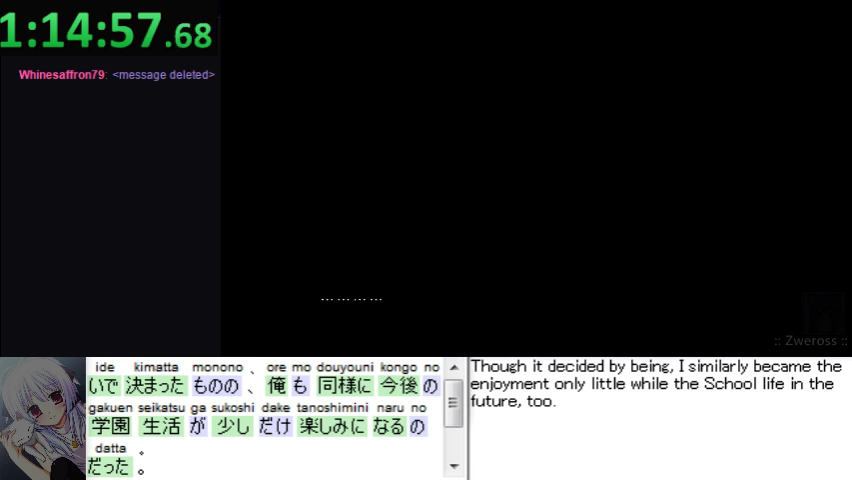 1:14:57.68
Whinesaffron79: <message deleted>
… … … …
:: Zweross ::
ide kimatta monono 、 ore mo douyouni kongo no
いで 決まった ものの 、 俺 も 同様に 今後 の
gakuen seikatsu ga sukoshi dake tanoshimini naru no
学園 生活 が 少し だけ 楽しみに なる の
datta 。
だった 。
Though it decided by being, I similarly became the
enjoyment only little while the School life in the
future, too.